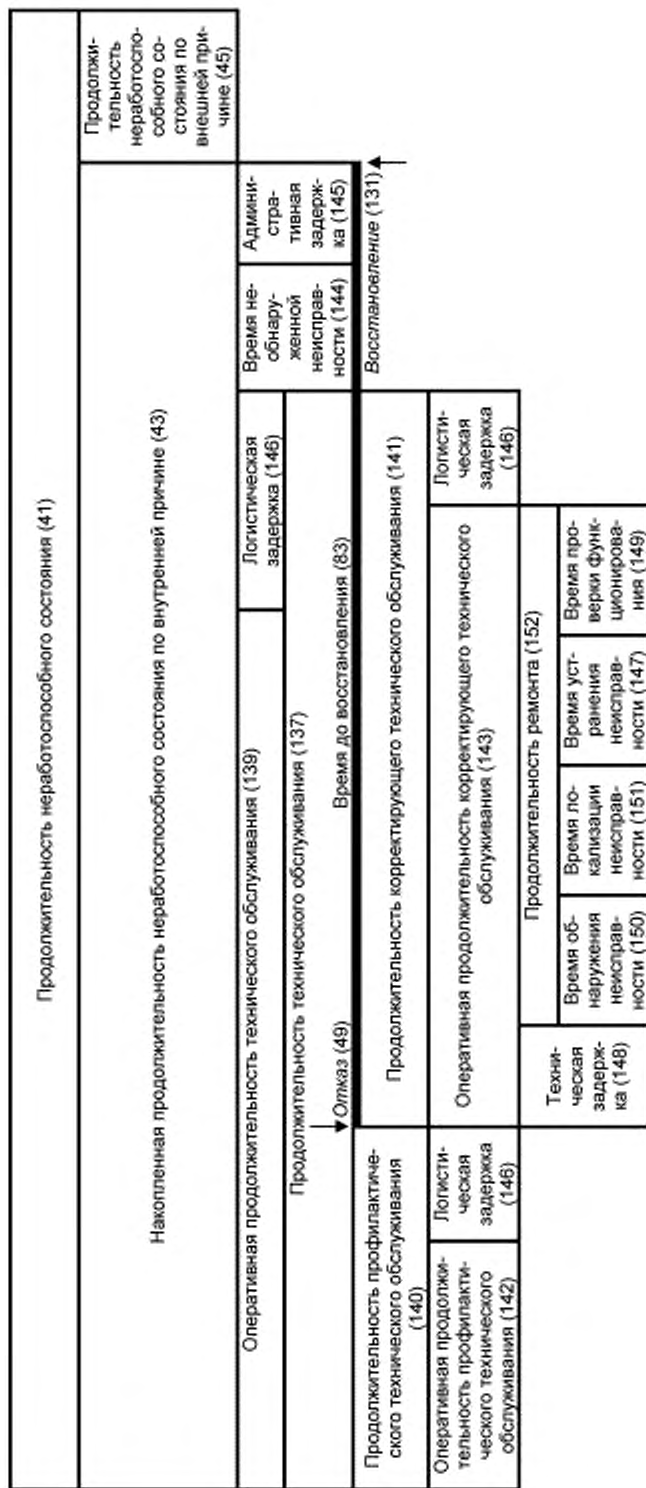 Продолжительность неработоспособного состояния (41)
Накопленная продолжительность неработоспособного состояния по внутренней причине (43)
Продолжи-
тельность
неработоспо-
собного со-
стояния по
внешней при-
чине (45)
Оперативная продолжительность технического обслуживания (139)
Логистическая
задержка (146)
Время не-
обнару-
женной
неисправ-
ности (144)
Админи-
стра-
тивная
задерж-
ка (145)
Продолжительность технического обслуживания (137)
Отказ (49)
Время до восстановления (83)
Восстановление (131)
Продолжительность профилактиче-
ского технического обслуживания
(140)
Продолжительность корректирующего технического обслуживания (141)
Оперативная продолжи-
тельность профилакти-
ческого технического
обслуживания (142)
Логисти-
ческая
задержка
(146)
Оперативная продолжительность корректирующего технического
обслуживания (143)
Логисти-
ческая
задержка
(146)
Техни-
ческая
задерж-
ка (148)
Продолжительность ремонта (152)
Время об-
наружения
неисправ-
ности (150)
Время ло-
кализации
неисправ-
ности (151)
Время уст-
ранения
неисправ-
ности (147)
Время про-
верки функ-
ционирова-
ния (149)